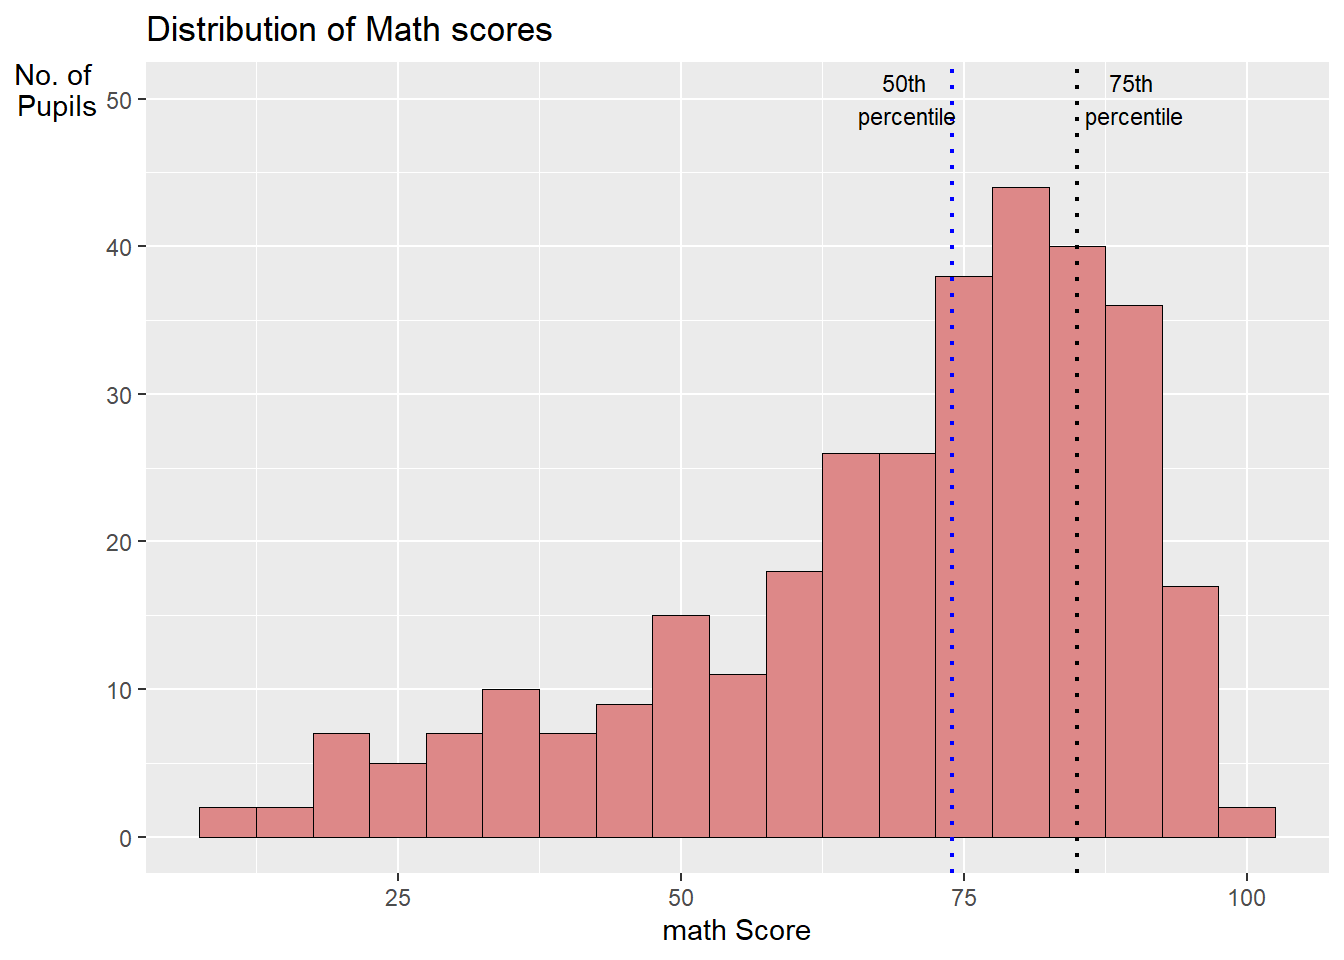 Distribution of Math scores
No. of
Pupils
50
40
30
20
10
0
50th
percentile
75th
percentile
25
50
75
100
math Score